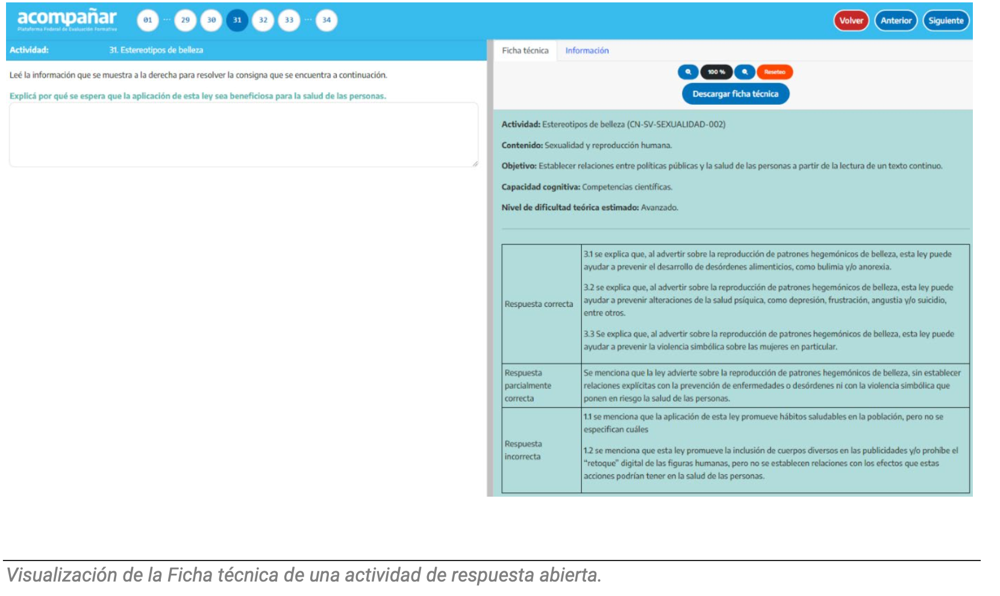 acompañar
Plataforma Federal de Evaluación Formativa
01 ... 29 30 31 32 33 ... 34
Volver Anterior Siguiente
Actividad: 31. Estereotipos de belleza
Leé la información que se muestra a la derecha para resolver la consigna que se encuentra a continuación.
Explicá por qué se espera que la aplicación de esta ley sea beneficiosa para la salud de las personas.
Ficha técnica Información
100 % Reseteo
Descargar ficha técnica
Actividad: Estereotipos de belleza (CN-SV-SEXUALIDAD-002)
Contenido: Sexualidad y reproducción humana.
Objetivo: Establecer relaciones entre políticas públicas y la salud de las personas a partir de la lectura de un texto continuo.
Capacidad cognitiva: Competencias científicas.
Nivel de dificultad teórica estimado: Avanzado.
Respuesta correcta
3.1 se explica que, al advertir sobre la reproducción de patrones hegemónicos de belleza, esta ley puede
ayudar a prevenir el desarrollo de desórdenes alimenticios, como bulimia y/o anorexia.
3.2 se explica que, al advertir sobre la reproducción de patrones hegemónicos de belleza, esta ley puede
ayudar a prevenir alteraciones de la salud psíquica, como depresión, frustración, angustia y/o suicidio,
entre otros.
3.3 Se explica que, al advertir sobre la reproducción de patrones hegemónicos de belleza, esta ley puede
ayudar a prevenir la violencia simbólica sobre las mujeres en particular.
Respuesta
parcialmente
correcta
Se menciona que la ley advierte sobre la reproducción de patrones hegemónicos de belleza, sin establecer
relaciones explícitas con la prevención de enfermedades o desórdenes ni con la violencia simbólica que
ponen en riesgo la salud de las personas.
Respuesta
incorrecta
1.1 se menciona que la aplicación de esta ley promueve hábitos saludables en la población, pero no se
especifican cuáles
1.2 se menciona que esta ley promueve la inclusión de cuerpos diversos en las publicidades y/o prohíbe el
“retoque” digital de las figuras humanas, pero no se establecen relaciones con los efectos que estas
acciones podrían tener en la salud de las personas.
Visualización de la Ficha técnica de una actividad de respuesta abierta.